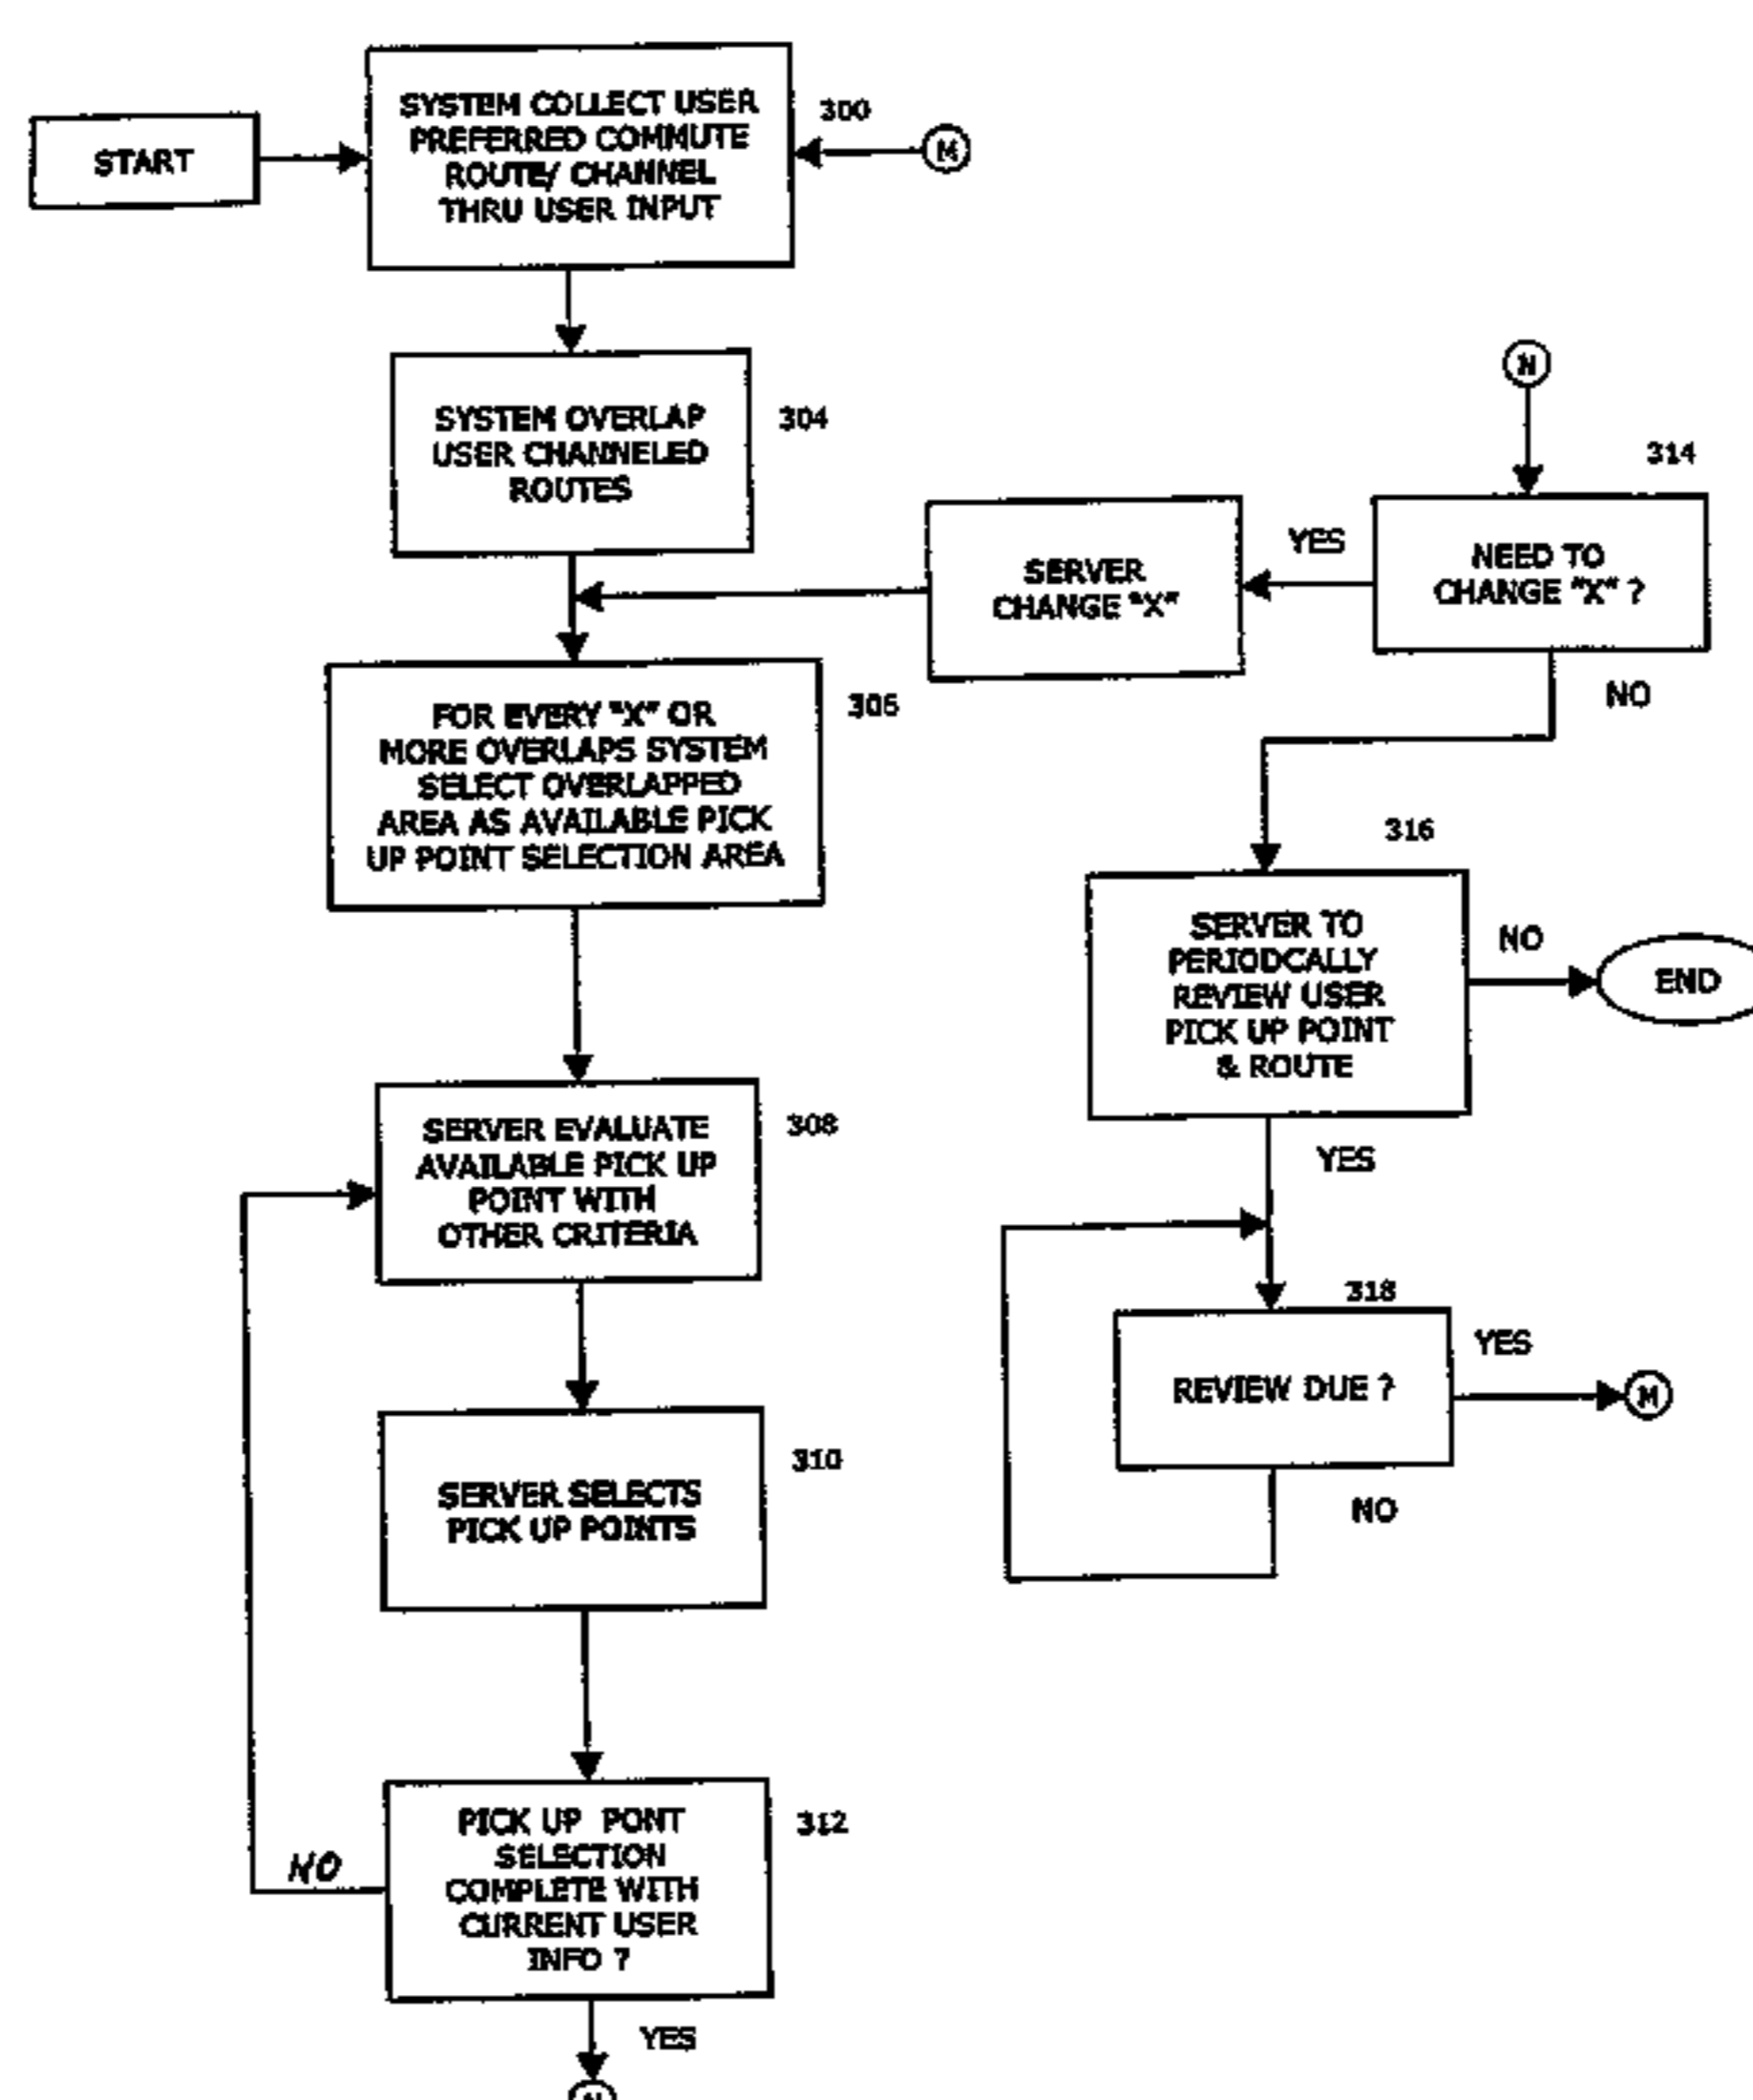 START
SYSTEM COLLECT USER
PREFERRED COMMUTE
ROUTE/ CHANNEL
THRU USER INPUT
300
M
SYSTEM OVERLAP
USER CHANNELED
ROUTES
304
N
314
NEED TO
CHANGE "X" ?
YES
SERVER
CHANGE "X"
NO
FOR EVERY "X" OR
MORE OVERLAPS SYSTEM
SELECT OVERLAPPED
AREA AS AVAILABLE PICK
UP POINT SELECTION AREA
306
316
SERVER TO
PERIODCALLY
REVIEW USER
PICK UP POINT
& ROUTE
NO
END
YES
SERVER EVALUATE
AVAILABLE PICK UP
POINT WITH
OTHER CRITERIA
308
318
REVIEW DUE ?
YES
M
NO
SERVER SELECTS
PICK UP POINTS
310
PICK UP PONT
SELECTION
COMPLETE WITH
CURRENT USER
INFO ?
312
NO
YES
N